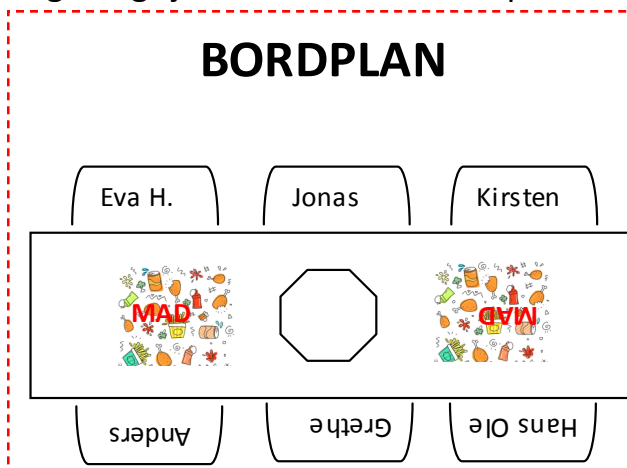 BORDPLAN
Eva H. Jonas Kirsten
MAD MAD
Anders Grethe Hans Ole